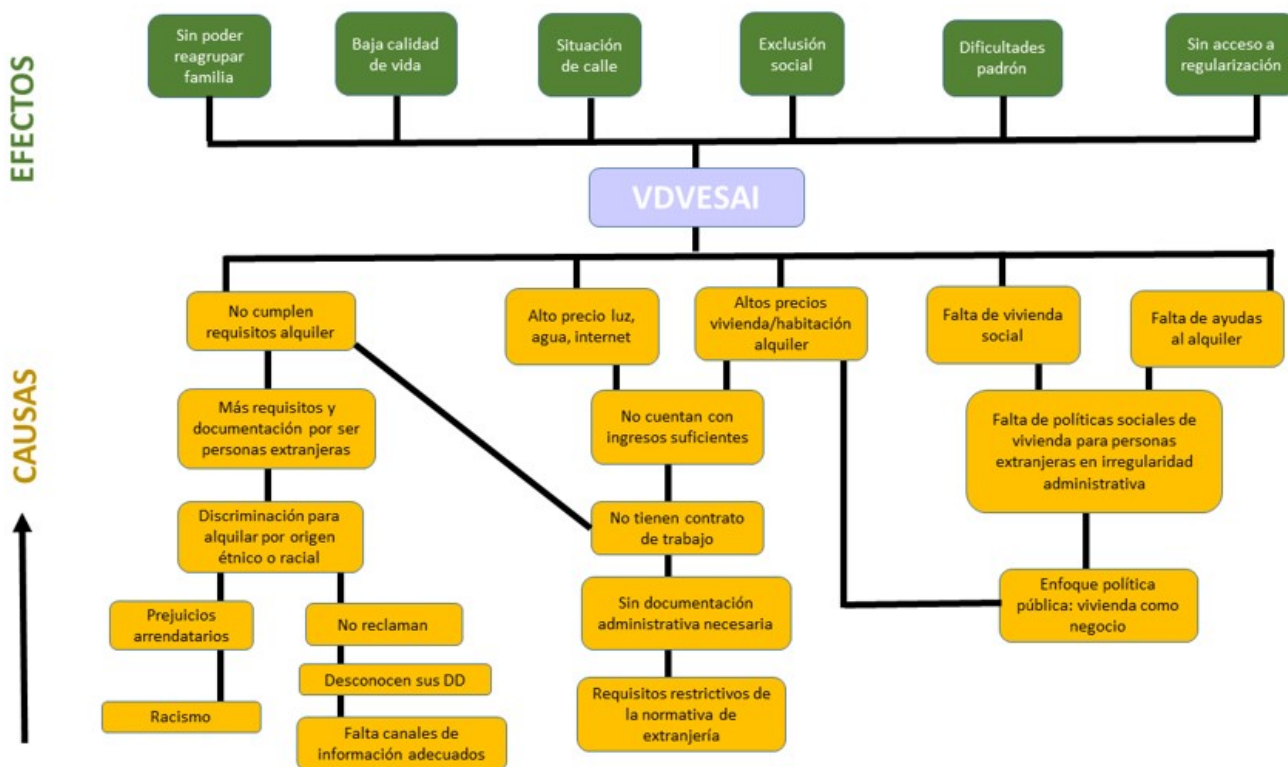 EFECTOS
Sin poder
reagrupar
familia
Baja calidad
de vida
Situación
de calle
Exclusión
social
Dificultades
padrón
Sin acceso a
regularización
VDVESAI
CAUSAS
No cumplen
requisitos alquiler
Alto precio luz,
agua, internet
Altos precios
vivienda/habitación
alquiler
Falta de vivienda
social
Falta de ayudas
al alquiler
Más requisitos y
documentación por ser
personas extranjeras
No cuentan con
ingresos suficientes
Falta de políticas sociales de
vivienda para personas
extranjeras en irregularidad
administrativa
Discriminación para
alquilar por origen
étnico o racial
No tienen contrato
de trabajo
Prejuicios
arrendatarios
No reclaman
Sin documentación
administrativa necesaria
Enfoque política
pública: vivienda como
negocio
Desconocen sus DD
Racismo
Falta canales de
información adecuados
Requisitos restrictivos de
la normativa de
extranjería